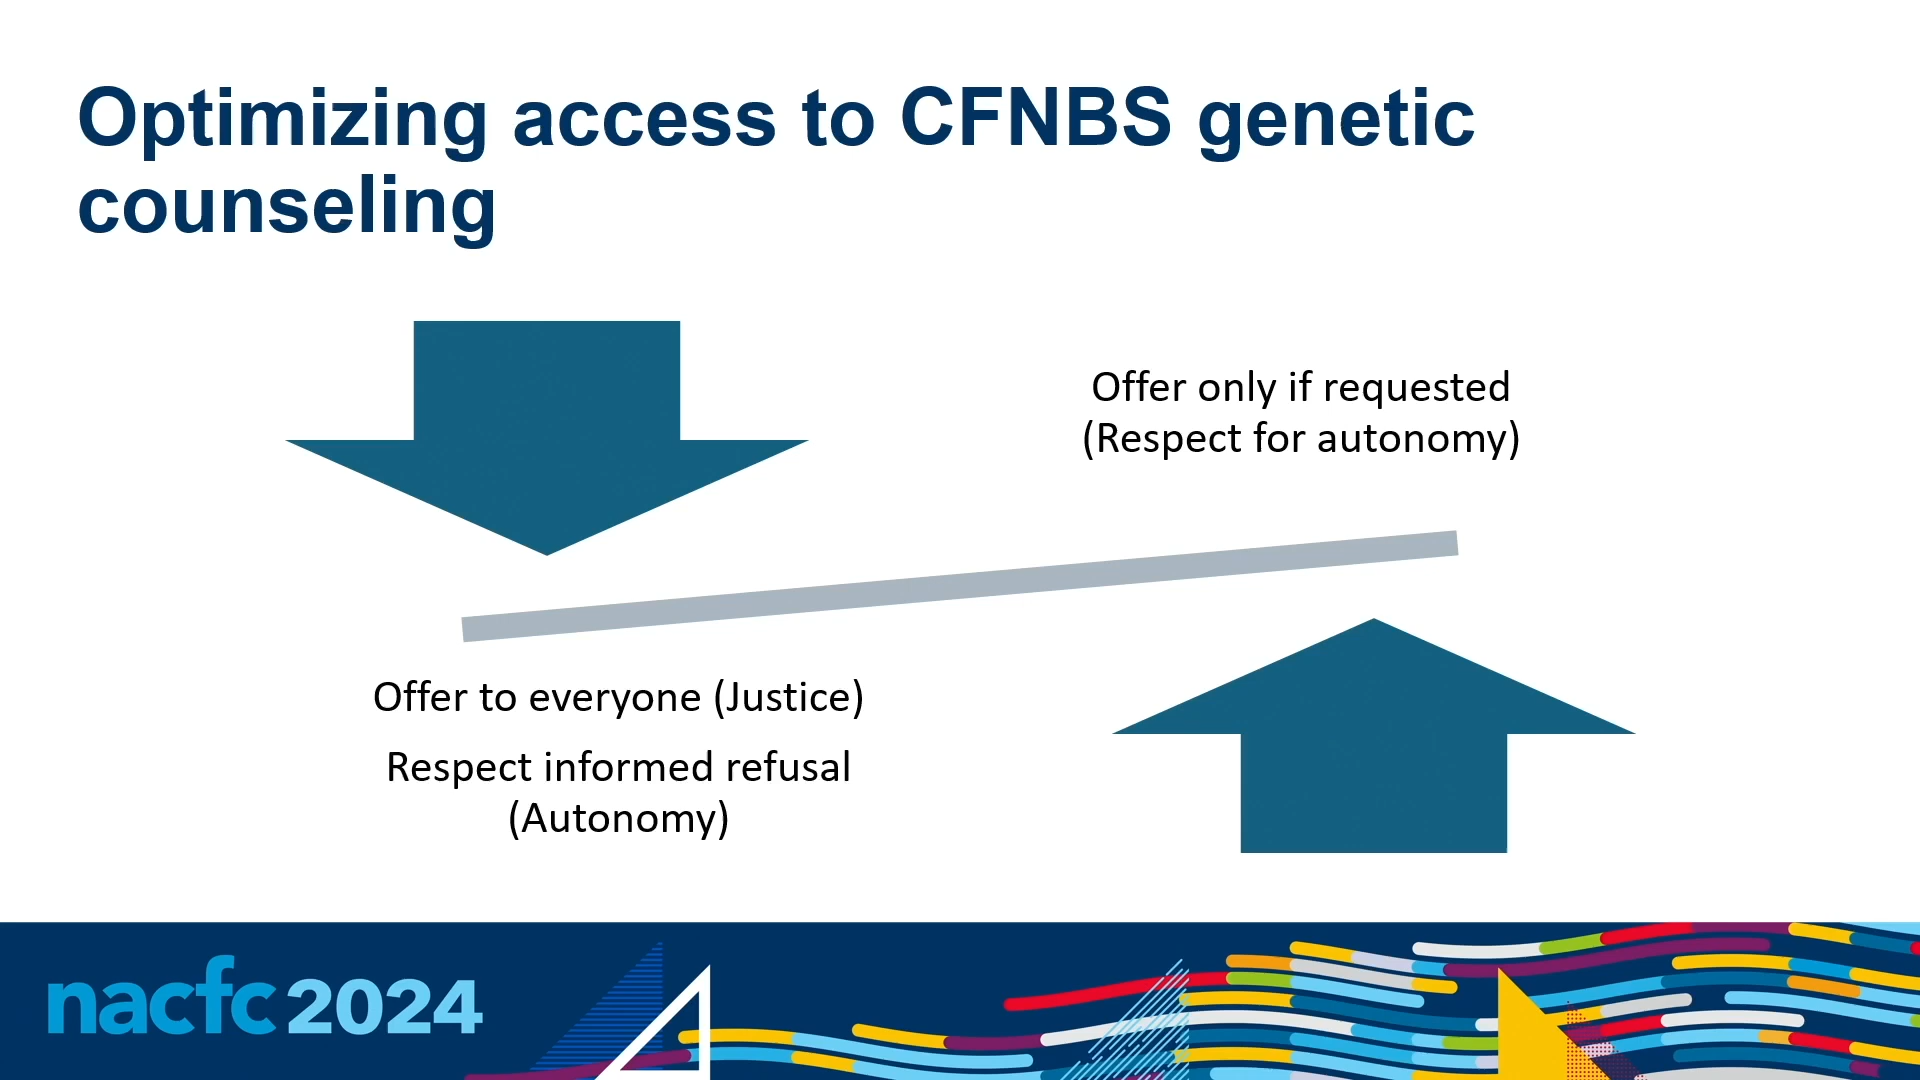 Optimizing access to CFNBS genetic
counseling
Offer only if requested
(Respect for autonomy)
Offer to everyone (Justice)
Respect informed refusal
(Autonomy)
nacfc 2024